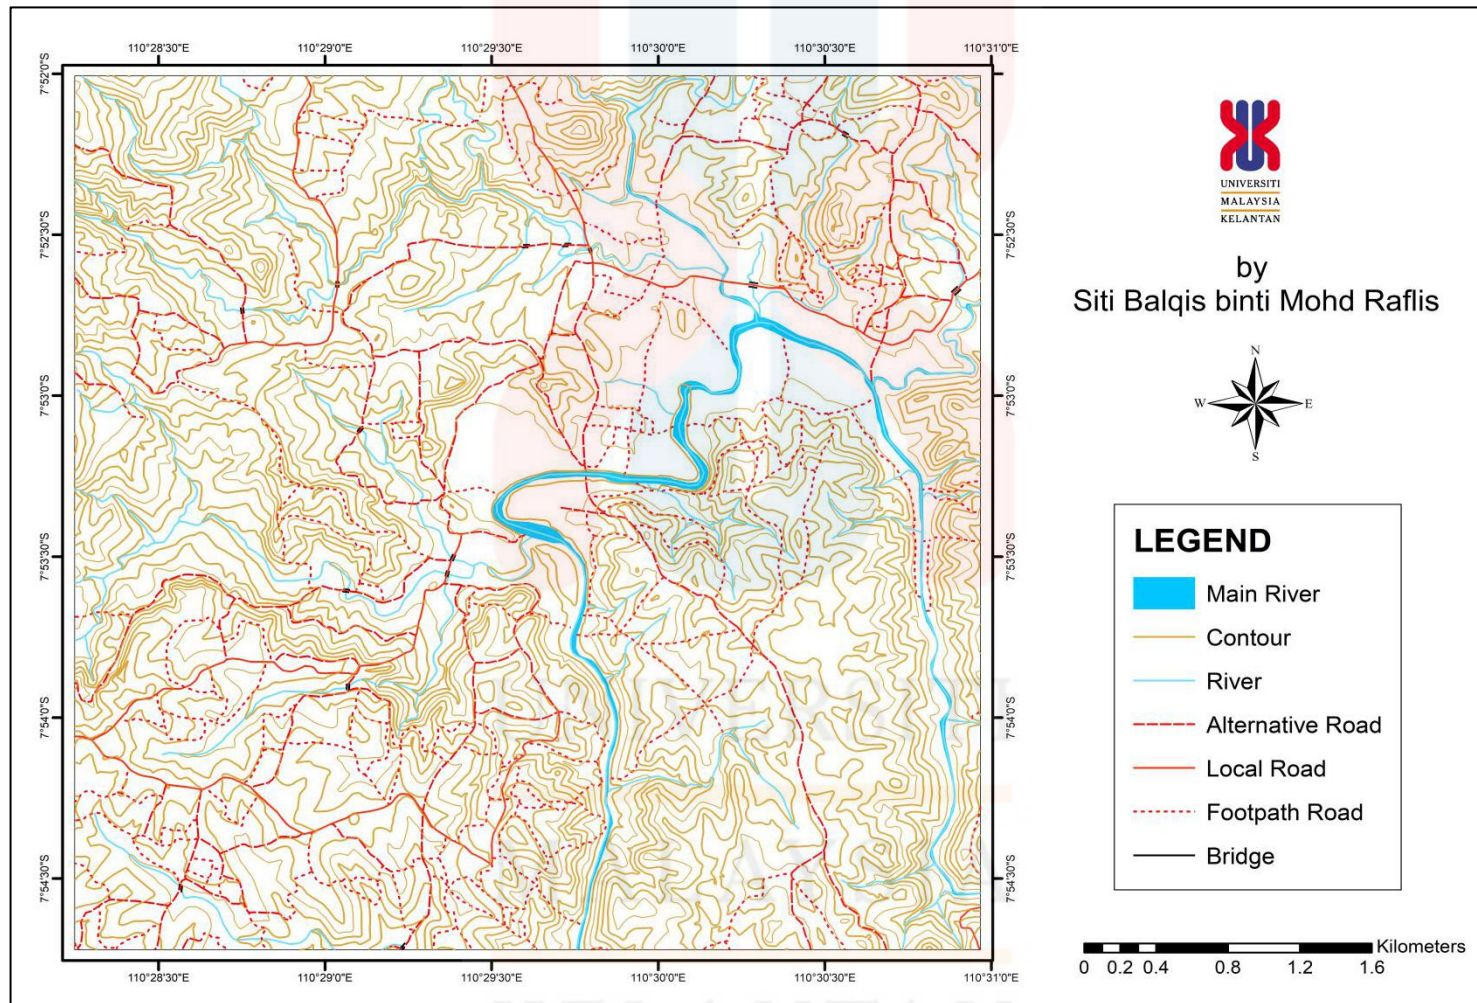 110°28'30"E 110°29'0"E 110°29'30"E 110°30'0"E 110°30'30"E 110°31'0"E
7°52'0"S
7°52'0"S
7°52'30"S
7°52'30"S
7°53'0"S
7°53'0"S
7°53'30"S
7°53'30"S
7°54'0"S
7°54'0"S
7°54'30"S
7°54'30"S
110°28'30"E 110°29'0"E 110°29'30"E 110°30'0"E 110°30'30"E 110°31'0"E
UNIVERSITI
MALAYSIA
UNIVERSITI
MALAYSIA
KELANTAN
by
Siti Balqis binti Mohd Raflis
N
W E
S
LEGEND
Main River
Contour
River
Alternative Road
Local Road
Footpath Road
Bridge
Kilometers
0 0.2 0.4 0.8 1.2 1.6